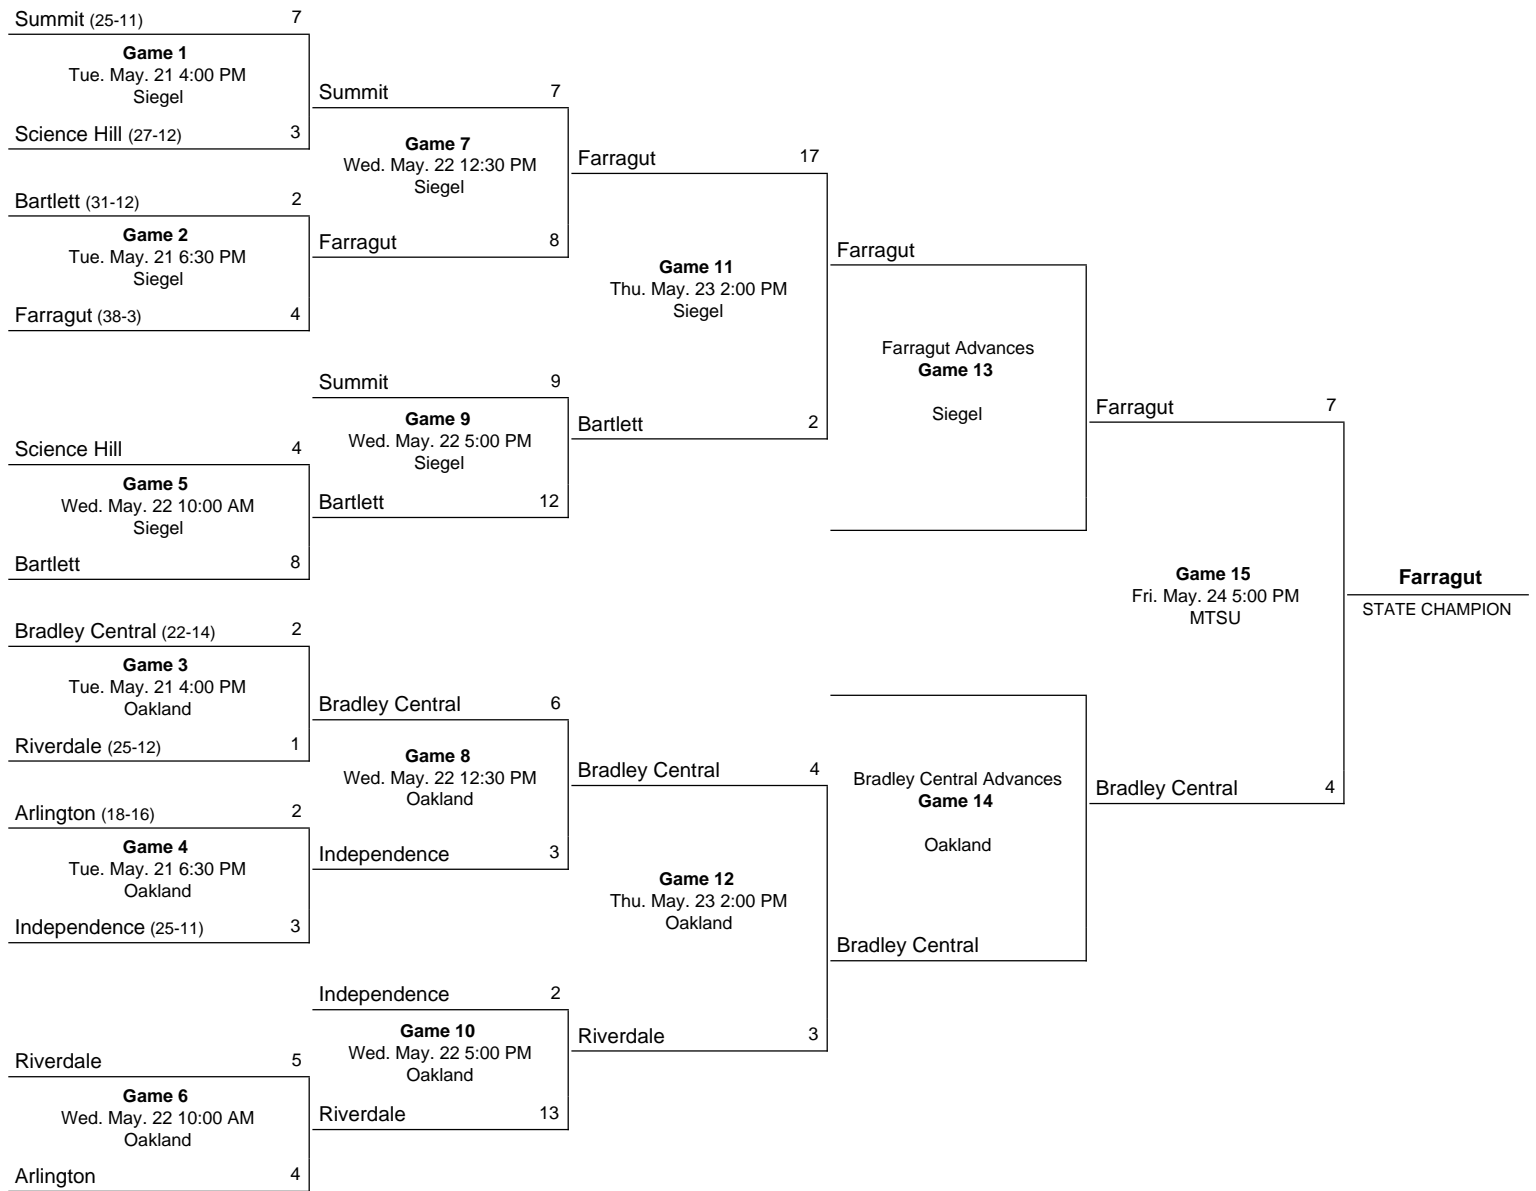 Summit (25-11) 7
Game 1
Tue. May. 21 4:00 PM
Siegel
Science Hill (27-12) 3
Bartlett (31-12) 2
Game 2
Tue. May. 21 6:30 PM
Siegel
Farragut (38-3) 4
Science Hill 4
Game 5
Wed. May. 22 10:00 AM
Siegel
Bartlett 8
Bradley Central (22-14) 2
Game 3
Tue. May. 21 4:00 PM
Oakland
Riverdale (25-12) 1
Arlington (18-16) 2
Game 4
Tue. May. 21 6:30 PM
Oakland
Independence (25-11) 3
Riverdale 5
Game 6
Wed. May. 22 10:00 AM
Oakland
Arlington 4
Summit 7
Game 7
Wed. May. 22 12:30 PM
Siegel
Farragut 8
Summit 9
Game 9
Wed. May. 22 5:00 PM
Siegel
Bartlett 12
Bradley Central 6
Game 8
Wed. May. 22 12:30 PM
Oakland
Independence 3
Independence 2
Game 10
Wed. May. 22 5:00 PM
Oakland
Riverdale 13
Farragut 17
Game 11
Thu. May. 23 2:00 PM
Siegel
Bartlett 2
Bradley Central 4
Game 12
Thu. May. 23 2:00 PM
Oakland
Riverdale 3
Farragut
Farragut Advances
Game 13
Siegel
Bradley Central Advances
Game 14
Oakland
Bradley Central
Farragut 7
Game 15
Fri. May. 24 5:00 PM
MTSU
Bradley Central 4
Farragut
STATE CHAMPION